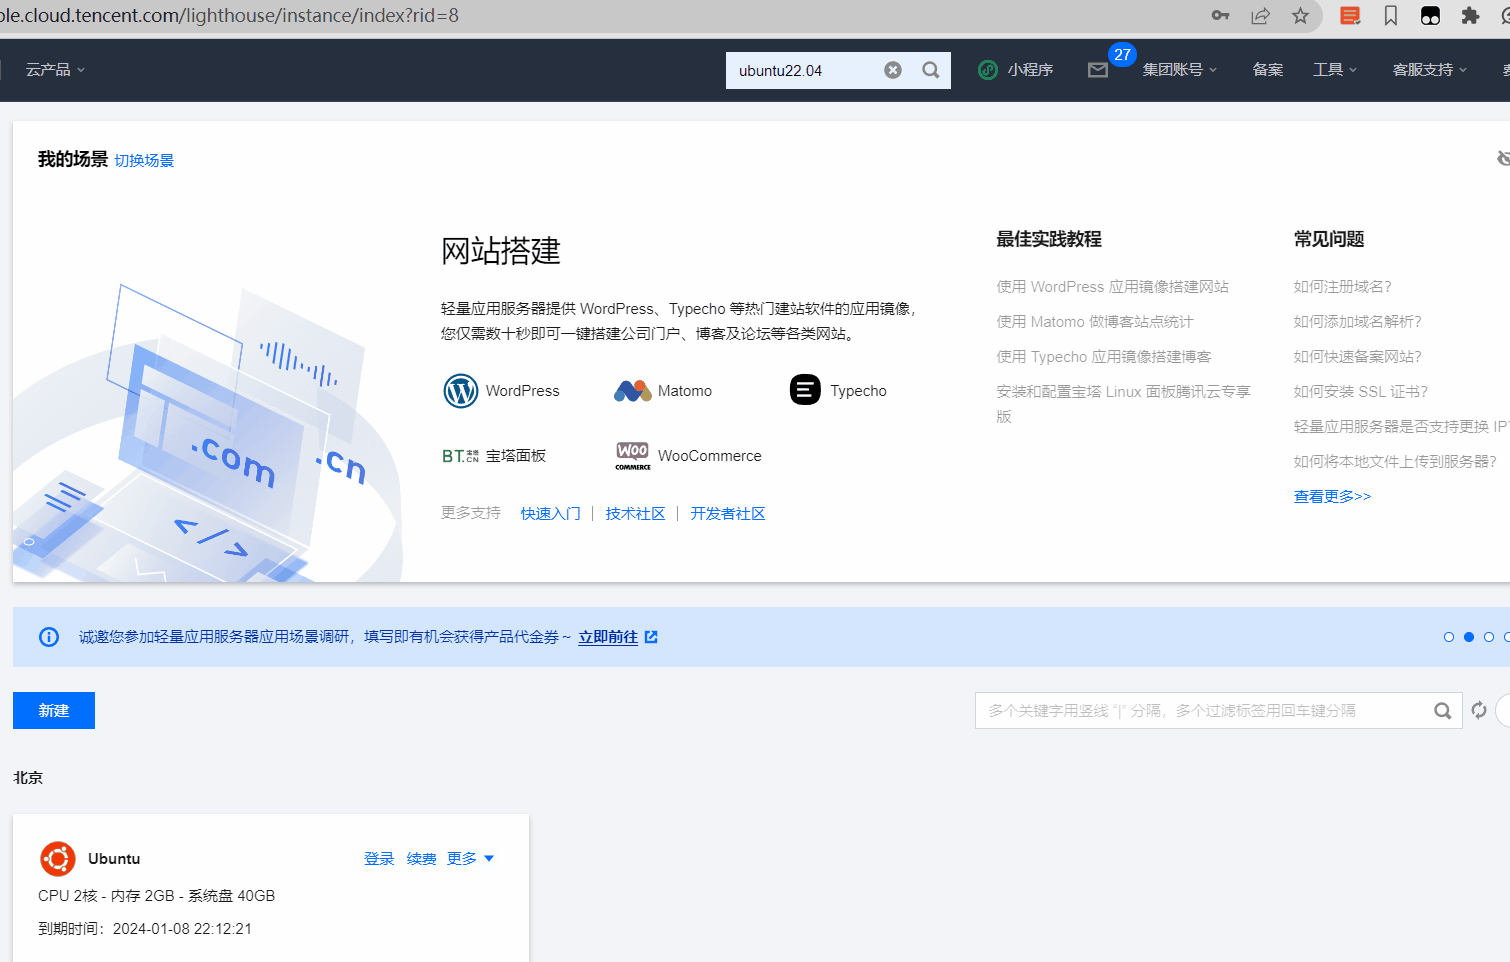 ole.cloud.tencent.com/lighthouse/instance/index?rid=8
云产品
ubuntu22.04
小程序
27
集团账号
备案
工具
客服支持
我的场景 切换场景
网站搭建
轻量应用服务器提供 WordPress、Typecho 等热门建站软件的应用镜像，
您仅需数十秒即可一键搭建公司门户、博客及论坛等各类网站。
WordPress
Matomo
Typecho
BT.宝塔.CN 宝塔面板
WOO COMMERCE WooCommerce
更多支持 快速入门 | 技术社区 | 开发者社区
.com
.cn
</>
最佳实践教程
使用 WordPress 应用镜像搭建网站
使用 Matomo 做博客站点统计
使用 Typecho 应用镜像搭建博客
安装和配置宝塔 Linux 面板腾讯云专享
版
常见问题
如何注册域名?
如何添加域名解析?
如何快速备案网站?
如何安装 SSL 证书?
轻量应用服务器是否支持更换 IP?
如何将本地文件上传到服务器?
查看更多>>
诚邀您参加轻量应用服务器应用场景调研，填写即有机会获得产品代金券~ 立即前往
新建
多个关键字用竖线 "|" 分隔，多个过滤标签用回车键分隔
北京
Ubuntu
登录 续费 更多
CPU 2核 - 内存 2GB - 系统盘 40GB
到期时间：2024-01-08 22:12:21